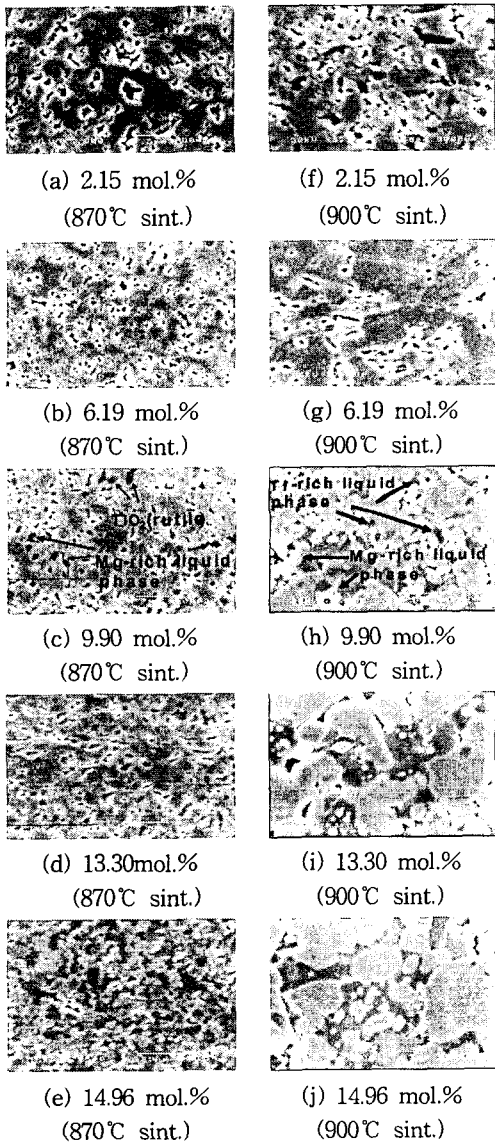 (a) 2.15 mol.%
(870℃ sint.)
(f) 2.15 mol.%
(900℃ sint.)
(b) 6.19 mol.%
(870℃ sint.)
(g) 6.19 mol.%
(900℃ sint.)
TiO₂(rutile)
Mg-rich liquid
phase
(c) 9.90 mol.%
(870℃ sint.)
Ti-rich liquid
phase
Mg-rich liquid
phase
(h) 9.90 mol.%
(900℃ sint.)
(d) 13.30mol.%
(870℃ sint.)
(i) 13.30 mol.%
(900℃ sint.)
(e) 14.96 mol.%
(870℃ sint.)
(j) 14.96 mol.%
(900℃ sint.)